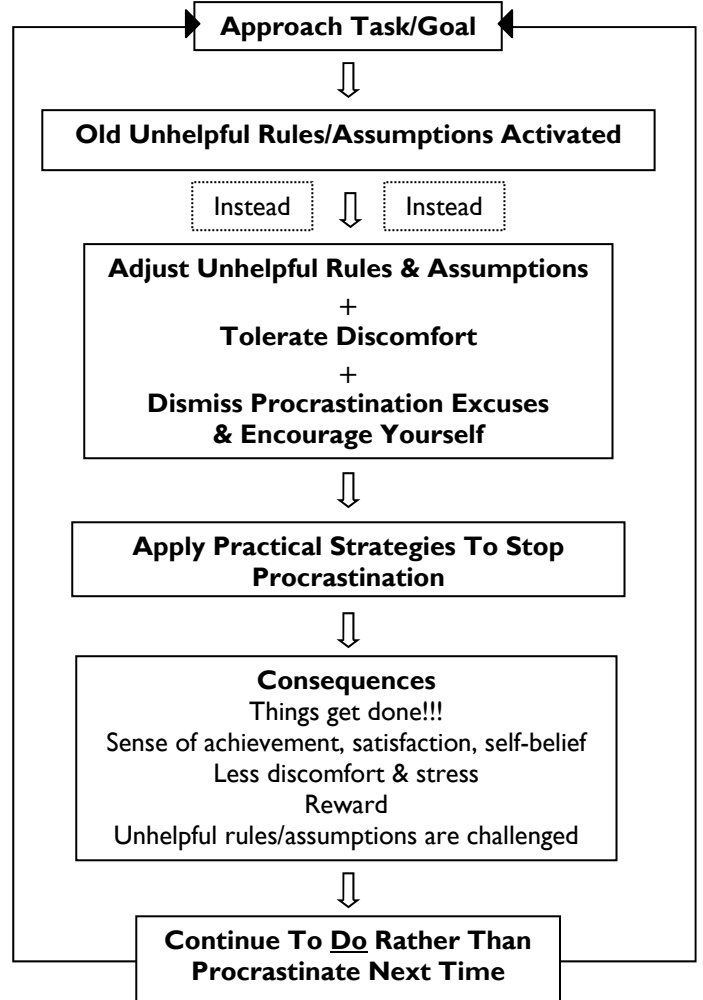 Approach Task/Goal
Old Unhelpful Rules/Assumptions Activated
Instead Instead
Adjust Unhelpful Rules & Assumptions
+
Tolerate Discomfort
+
Dismiss Procrastination Excuses
& Encourage Yourself
Apply Practical Strategies To Stop
Procrastination
Consequences
Things get done!!!
Sense of achievement, satisfaction, self-belief
Less discomfort & stress
Reward
Unhelpful rules/assumptions are challenged
Continue To Do Rather Than
Procrastinate Next Time